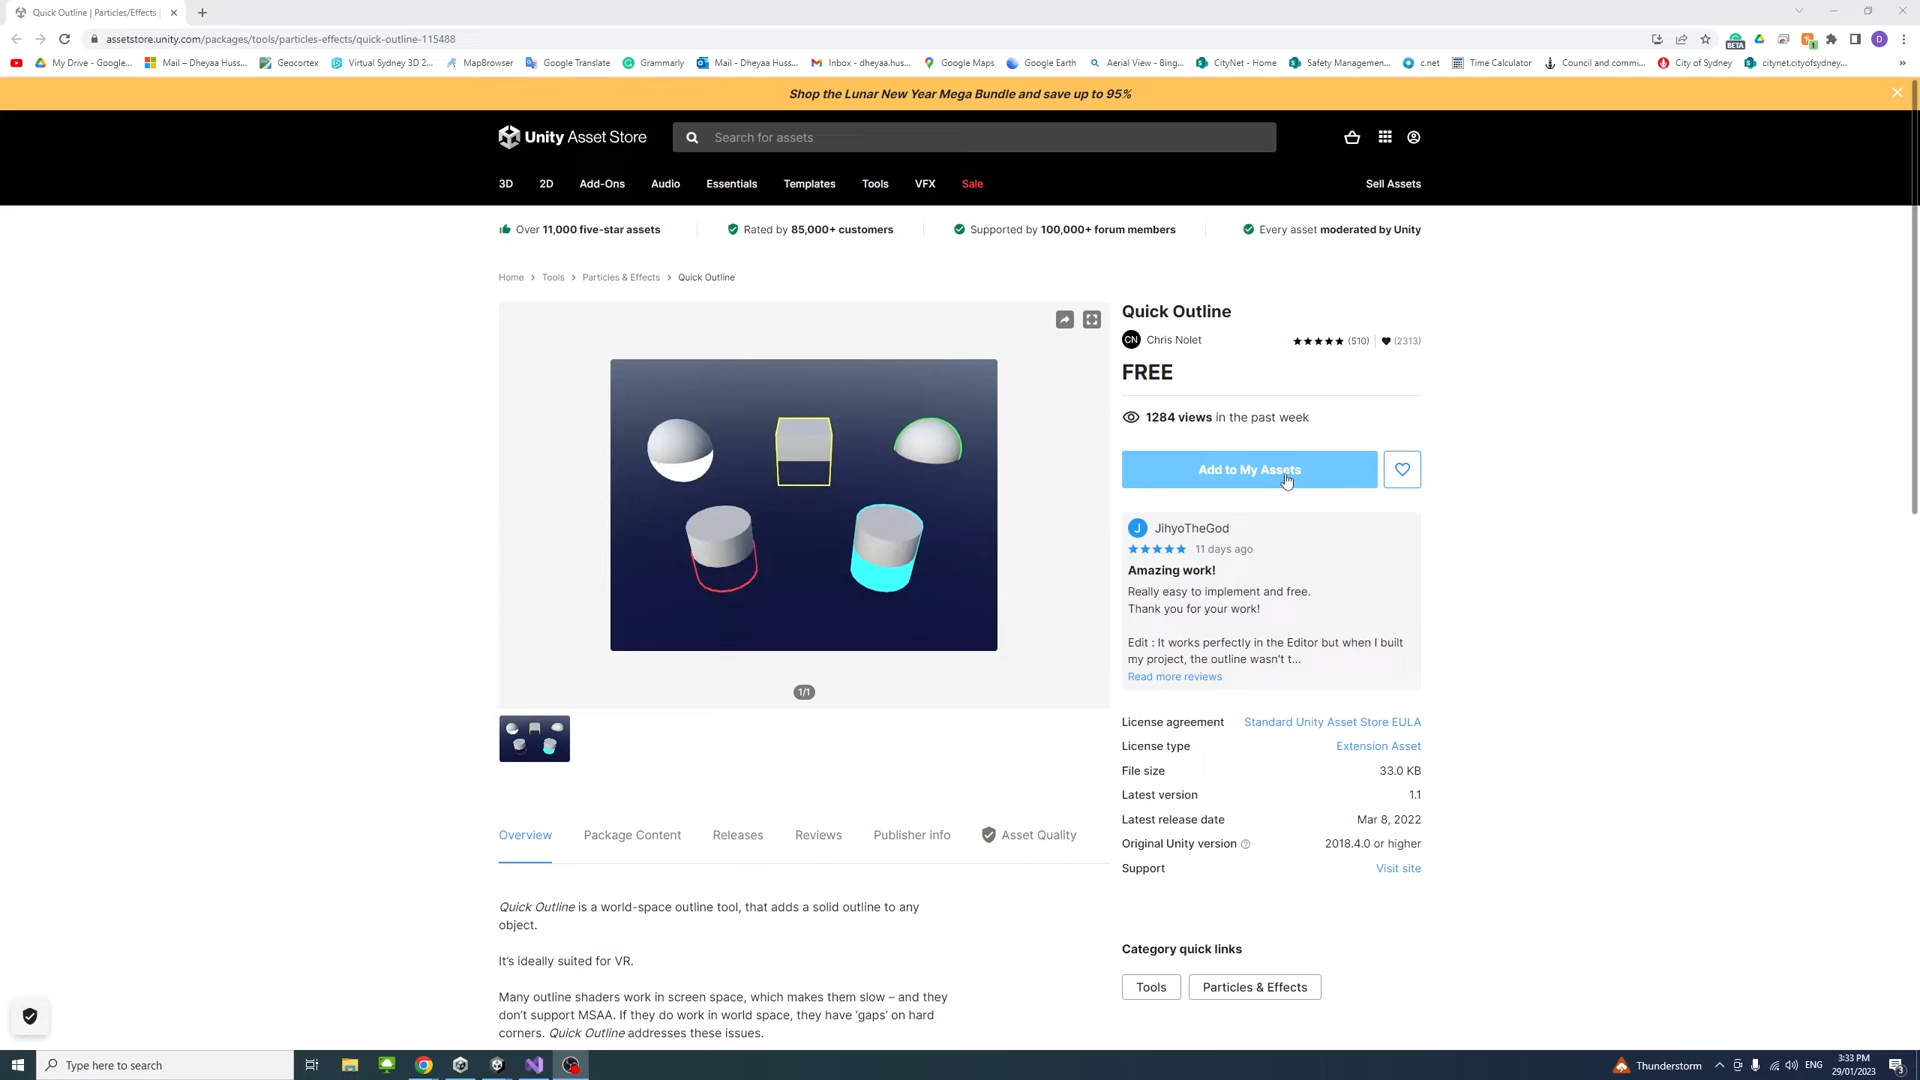 Quick Outline | Particles/Effects
assetstore.unity.com/packages/tools/particles-effects/quick-outline-115488
BETA
1
D
My Drive - Google...
Mail – Dheyaa Huss...
Geocortex
Virtual Sydney 3D 2...
MapBrowser
Google Translate
Grammarly
Mail - Dheyaa Huss...
Inbox - dheyaa.hus...
Google Maps
Google Earth
Aerial View - Bing...
CityNet - Home
Safety Managemen...
c.net
Time Calculator
Council and commi...
City of Sydney
citynet.cityofsydney...
Shop the Lunar New Year Mega Bundle and save up to 95%
Unity Asset Store
Search for assets
3D 2D Add-Ons Audio Essentials Templates Tools VFX Sale Sell Assets
Over 11,000 five-star assets
Rated by 85,000+ customers
Supported by 100,000+ forum members
Every asset moderated by Unity
Home > Tools > Particles & Effects > Quick Outline
1/1
Quick Outline
CN Chris Nolet
(510) (2313)
FREE
1284 views in the past week
Add to My Assets
J JihyoTheGod
11 days ago
Amazing work!
Really easy to implement and free.
Thank you for your work!
Edit : It works perfectly in the Editor but when I built
my project, the outline wasn't t...
Read more reviews
License agreement Standard Unity Asset Store EULA
License type Extension Asset
File size 33.0 KB
Latest version 1.1
Latest release date Mar 8, 2022
Original Unity version 2018.4.0 or higher
Support Visit site
Category quick links
Tools Particles & Effects
Overview Package Content Releases Reviews Publisher info Asset Quality
Quick Outline is a world-space outline tool, that adds a solid outline to any
object.
It's ideally suited for VR.
Many outline shaders work in screen space, which makes them slow – and they
don't support MSAA. If they do work in world space, they have 'gaps' on hard
corners. Quick Outline addresses these issues.
Type here to search
Thunderstorm
ENG
3:33 PM
29/01/2023
3